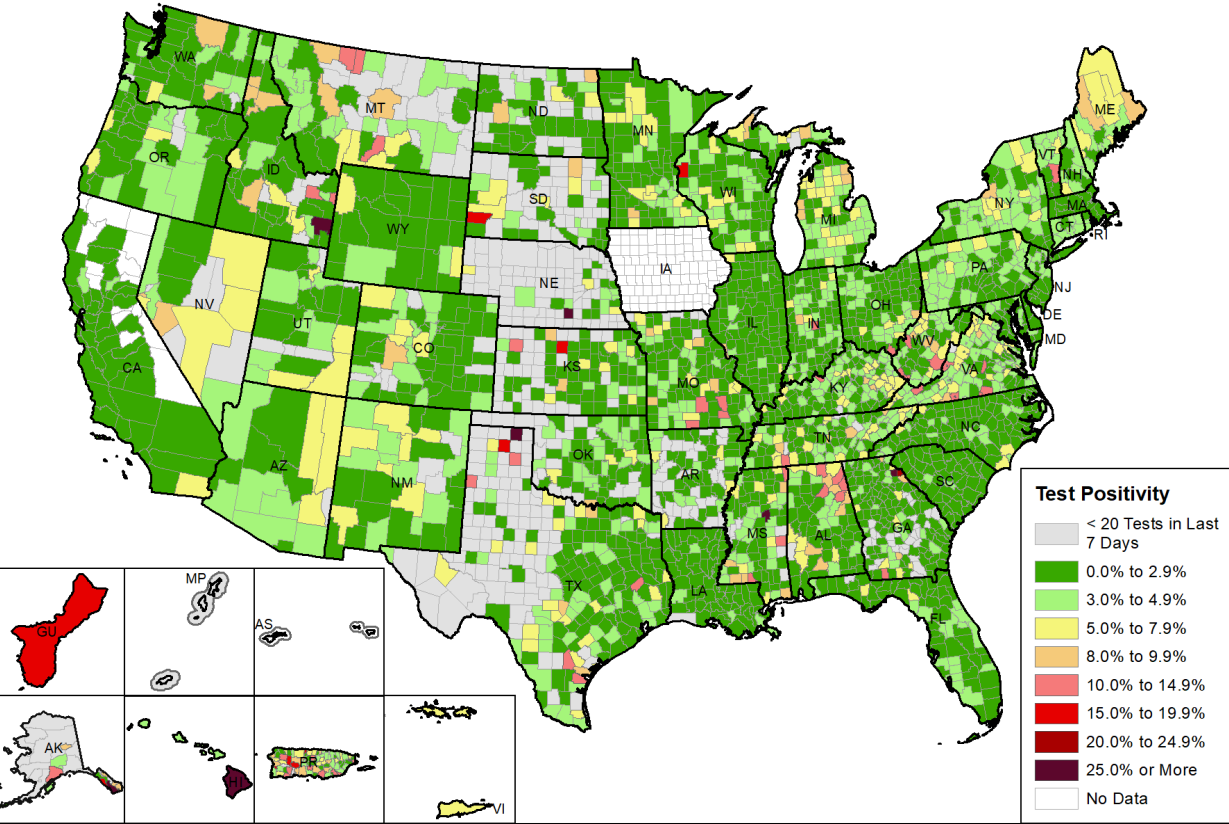 WA
MT
ND
MN
ME
OR
ID
SD
WI
VT
NH
NY
MA
MI
CT
RI
WY
IA
NE
PA
NV
UT
CO
IL
IN
OH
NJ
DE
MD
WV
CA
KS
MO
KY
VA
AZ
NM
OK
AR
TN
NC
SC
MS
AL
GA
TX
LA
FL
GU
MP
AS
AK
HI
PR
VI
Test Positivity
< 20 Tests in Last
7 Days
0.0% to 2.9%
3.0% to 4.9%
5.0% to 7.9%
8.0% to 9.9%
10.0% to 14.9%
15.0% to 19.9%
20.0% to 24.9%
25.0% or More
No Data